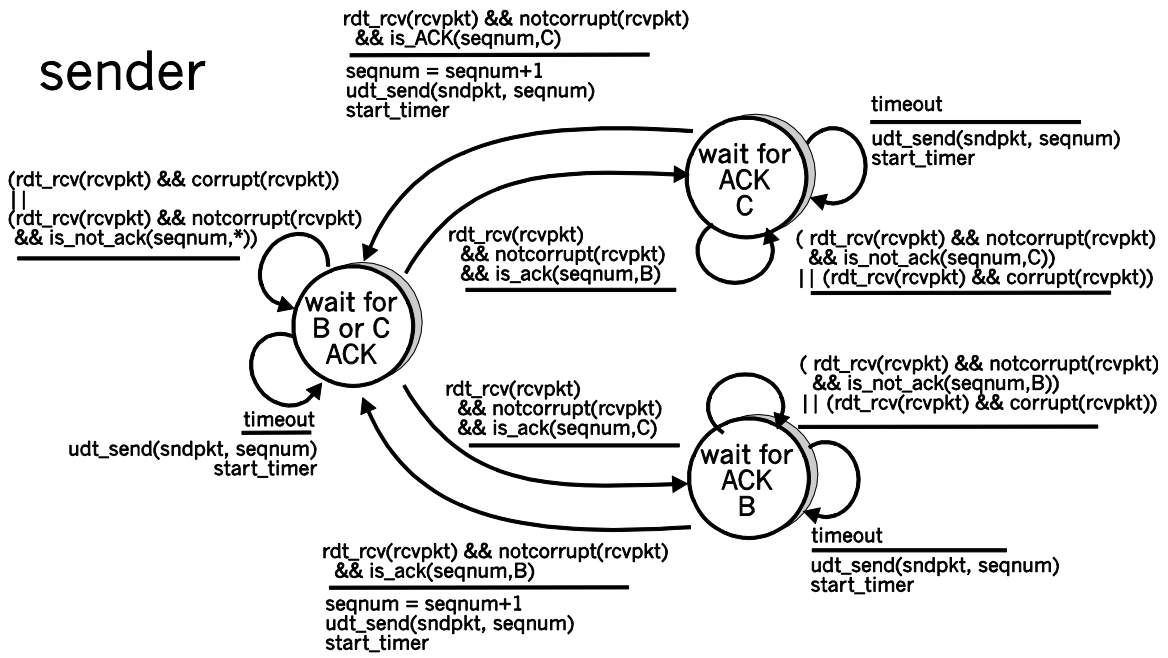 sender
rdt_rcv(rcvpkt) && notcorrupt(rcvpkt)
&& is_ACK(seqnum,C)
seqnum = seqnum+1
udt_send(sndpkt, seqnum)
start_timer
timeout
udt_send(sndpkt, seqnum)
start_timer
wait for
ACK
C
(rdt_rcv(rcvpkt) && corrupt(rcvpkt))
||
(rdt_rcv(rcvpkt) && notcorrupt(rcvpkt)
&& is_not_ack(seqnum,*))
rdt_rcv(rcvpkt)
&& notcorrupt(rcvpkt)
&& is_ack(seqnum,B)
( rdt_rcv(rcvpkt) && notcorrupt(rcvpkt)
&& is_not_ack(seqnum,C))
|| (rdt_rcv(rcvpkt) && corrupt(rcvpkt))
wait for
B or C
ACK
timeout
udt_send(sndpkt, seqnum)
start_timer
rdt_rcv(rcvpkt)
&& notcorrupt(rcvpkt)
&& is_ack(seqnum,C)
( rdt_rcv(rcvpkt) && notcorrupt(rcvpkt)
&& is_not_ack(seqnum,B))
|| (rdt_rcv(rcvpkt) && corrupt(rcvpkt))
wait for
ACK
B
timeout
udt_send(sndpkt, seqnum)
start_timer
rdt_rcv(rcvpkt) && notcorrupt(rcvpkt)
&& is_ack(seqnum,B)
seqnum = seqnum+1
udt_send(sndpkt, seqnum)
start_timer